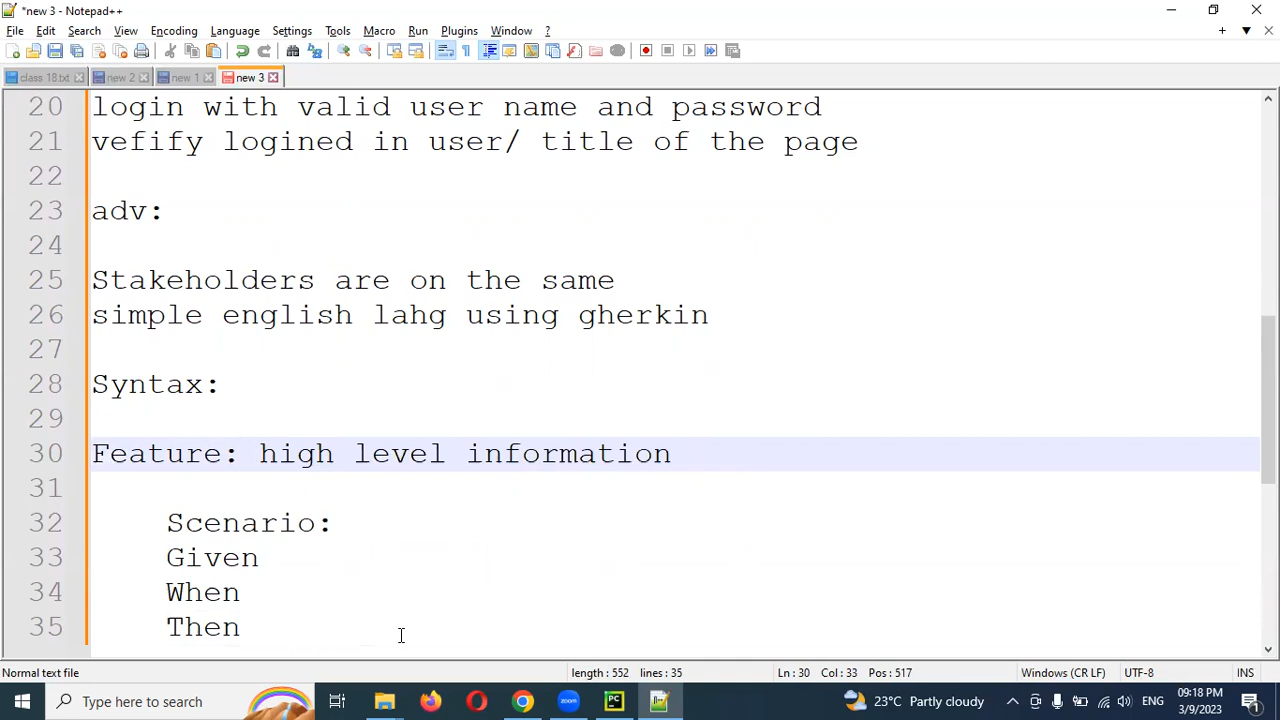 *new 3 - Notepad++
File Edit Search View Encoding Language Settings Tools Macro Run Plugins Window ?
class 18.txt new 2 new 1 new 3
20 login with valid user name and password
21 vefify logined in user/ title of the page
22
23 adv:
24
25 Stakeholders are on the same
26 simple english lahg using gherkin
27
28 Syntax:
29
30 Feature: high level information
31
32 Scenario:
33 Given
34 When
35 Then
Normal text file length : 552 lines : 35 Ln : 30 Col : 33 Pos : 517 Windows (CR LF) UTF-8 INS
Type here to search PC zoom 23°C Partly cloudy ENG 09:18 PM 3/9/2023 1